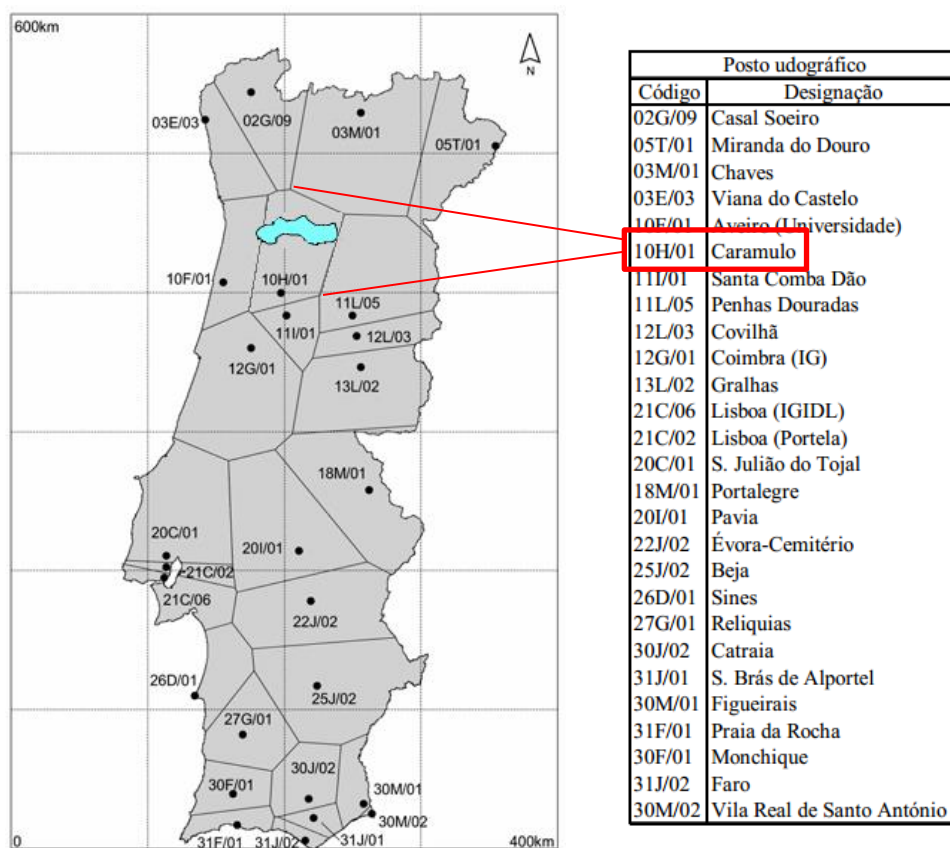 600km
N
02G/09
03M/01
03E/03
05T/01
10F/01
10H/01
11L/05
11I/01
12L/03
12G/01
13L/02
18M/01
20C/01
20I/01
21C/02
21C/06
22J/02
26D/01
25J/02
27G/01
30J/02
30F/01
30M/01
30M/02
31F/01
31J/02
31J/01
0
400km
Posto udográfico
Código Designação
02G/09 Casal Soeiro
05T/01 Miranda do Douro
03M/01 Chaves
03E/03 Viana do Castelo
10F/01 Aveiro (Universidade)
10H/01 Caramulo
11I/01 Santa Comba Dão
11L/05 Penhas Douradas
12L/03 Covilhã
12G/01 Coimbra (IG)
13L/02 Gralhas
21C/06 Lisboa (IGIDL)
21C/02 Lisboa (Portela)
20C/01 S. Julião do Tojal
18M/01 Portalegre
20I/01 Pavia
22J/02 Évora-Cemitério
25J/02 Beja
26D/01 Sines
27G/01 Reliquias
30J/02 Catraia
31J/01 S. Brás de Alportel
30M/01 Figueirais
31F/01 Praia da Rocha
30F/01 Monchique
31J/02 Faro
30M/02 Vila Real de Santo António